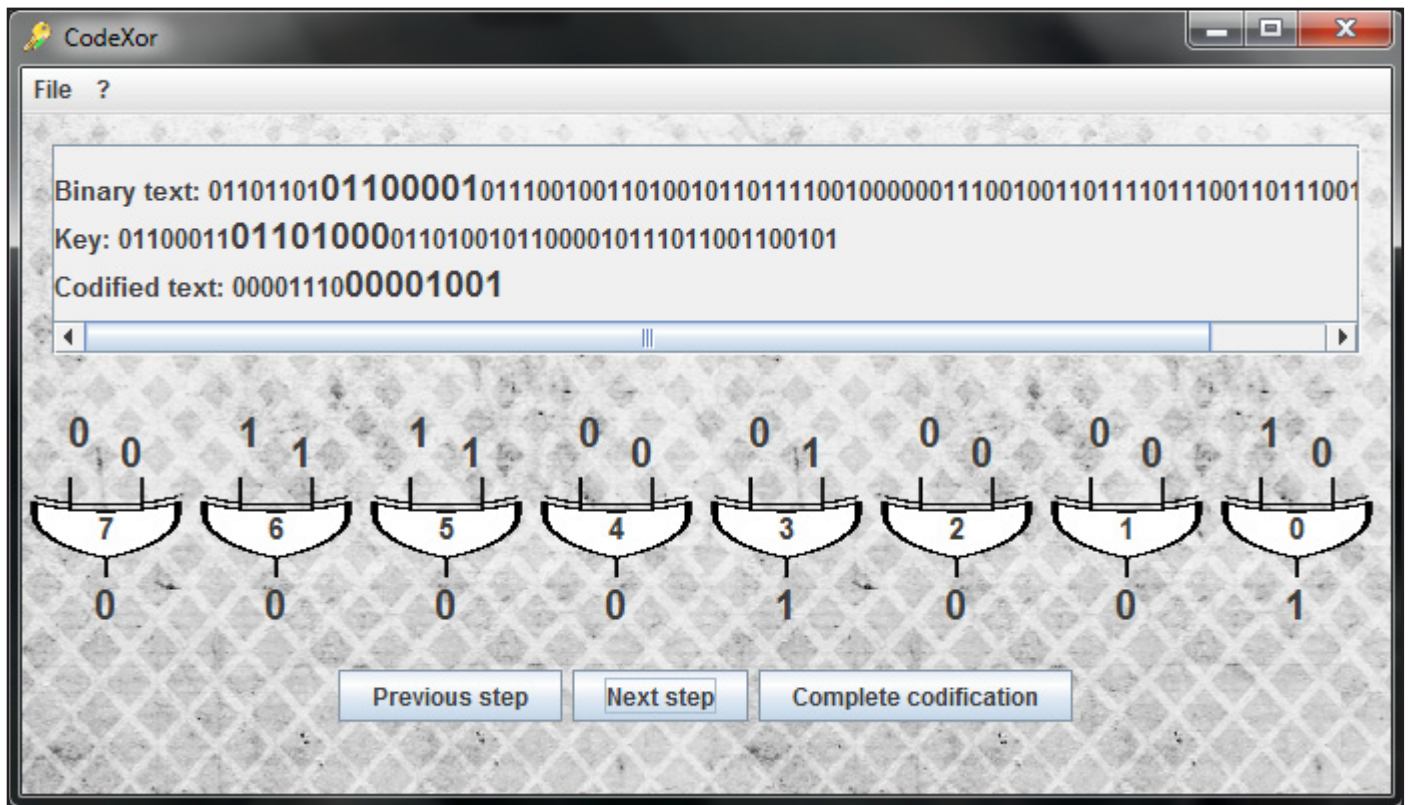 CodeXor
File ?
Binary text: 0110110101100001011100100110100101101111001000000111001001101111011100110111001
Key: 011000110110100001101001011000010111011001100101
Codified text: 0000111000001001
0 0 1 1 1 1 0 0 0 1 0 0 0 0 1 0
7 6 5 4 3 2 1 0
0 0 0 0 1 0 0 1
Previous step Next step Complete codification